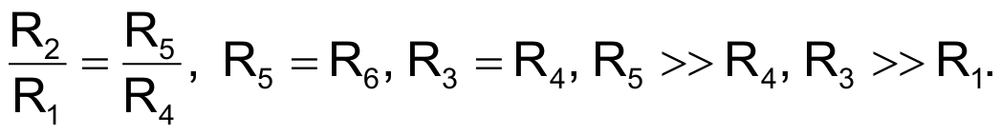 R₂/R₁ = R₅/R₄, R₅ = R₆, R₃ = R₄, R₅ >> R₄, R₃ >> R₁.